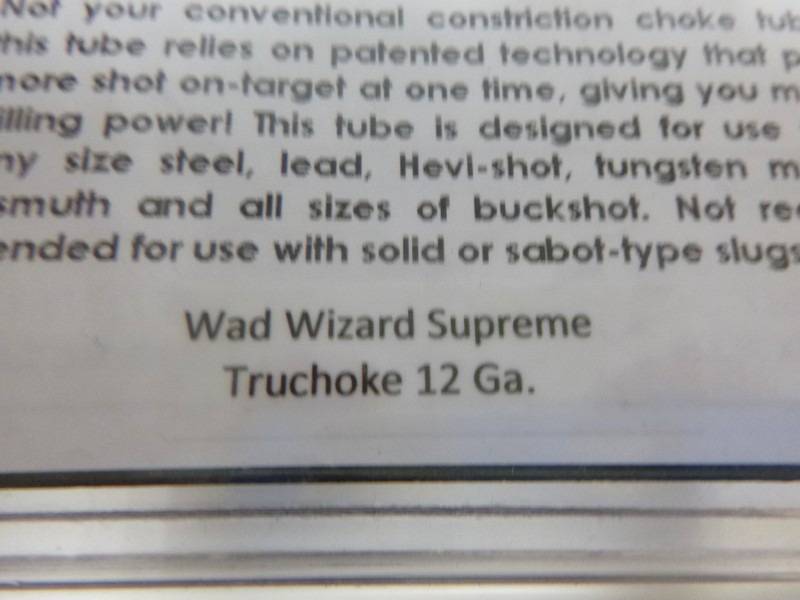 Not your conventional constriction choke tub
this tube relies on patented technology that p
more shot on-target at one time, giving you m
illing power! This tube is designed for use
ny size steel, lead, Hevi-shot, tungsten m
smuth and all sizes of buckshot. Not rec
ended for use with solid or sabot-type slugs
Wad Wizard Supreme
Truchoke 12 Ga.